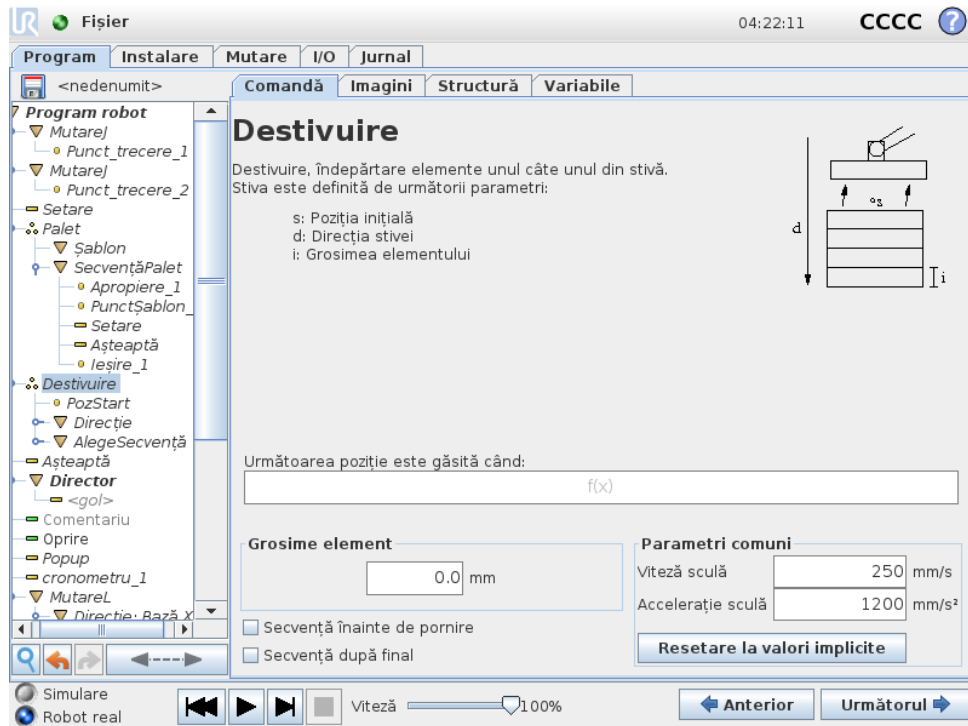 UR Fișier 04:22:11 CCCC ?
Program Instalare Mutare I/O Jurnal
<nedenumit>
Comandă Imagini Structură Variabile
Program robot
MutareJ
Punct_trecere_1
MutareJ
Punct_trecere_2
Setare
Palet
Șablon
SecvențăPalet
Apropiere_1
PunctȘablon_
Setare
Așteaptă
Ieșire_1
Destivuire
PozStart
Direcție
AlegeSecvență
Așteaptă
Director
<gol>
Comentariu
Oprire
Popup
cronometru_1
MutareL
Direcție: Bază X
Destivuire
Destivuire, îndepărtare elemente unul câte unul din stivă.
Stiva este definită de următorii parametri:
s: Poziția inițială
d: Direcția stivei
i: Grosimea elementului
s
d
i
Următoarea poziție este găsită când:
f(x)
Grosime element
0.0 mm
Secvență înainte de pornire
Secvență după final
Parametri comuni
Viteză sculă 250 mm/s
Accelerație sculă 1200 mm/s²
Resetare la valori implicite
Simulare
Robot real
Viteză 100%
Anterior Următorul